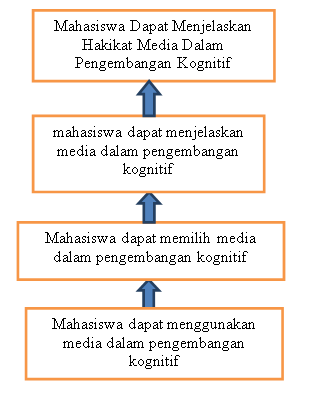 Mahasiswa Dapat Menjelaskan
Hakikat Media Dalam
Pengembangan Kognitif
mahasiswa dapat menjelaskan
media dalam pengembangan
kognitif
Mahasiswa dapat memilih media
dalam pengembangan kognitif
Mahasiswa dapat menggunakan
media dalam pengembangan
kognitif